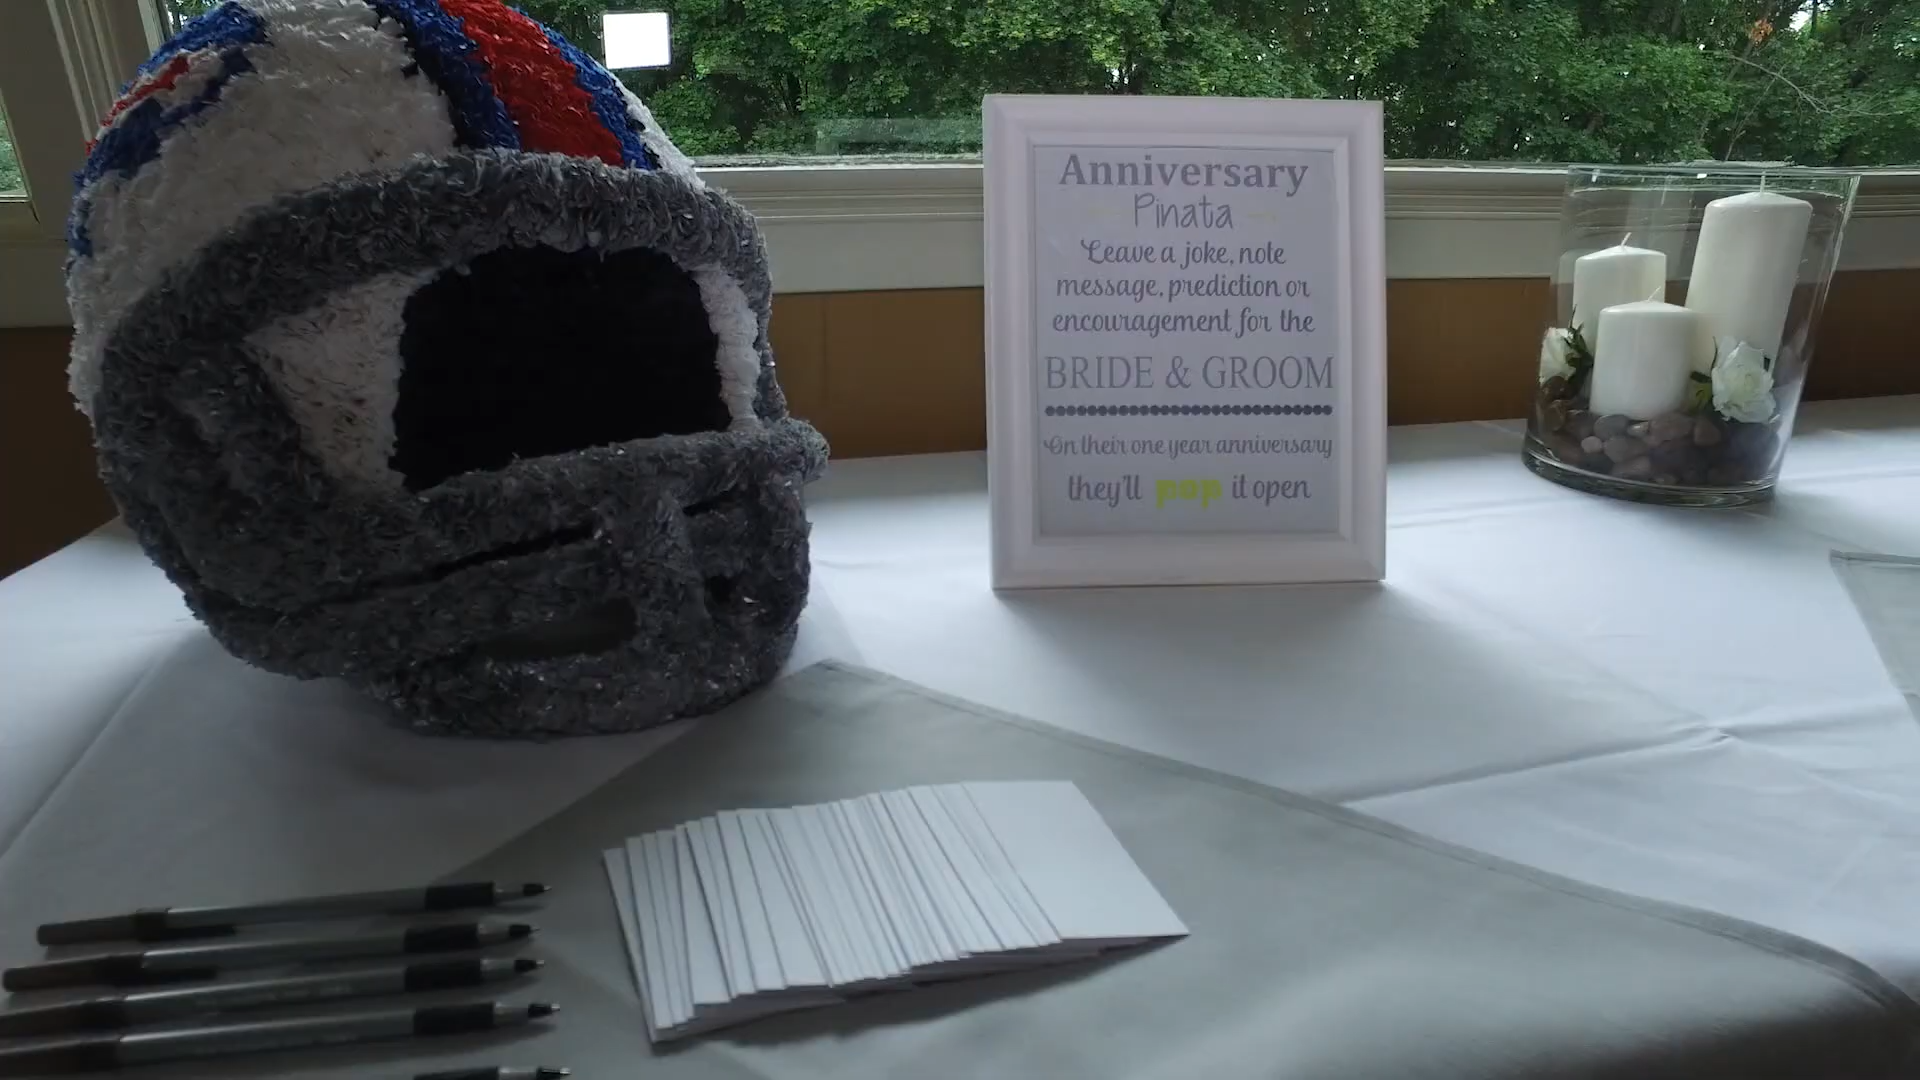 Anniversary
Pinata
Leave a joke, note
message, prediction or
encouragement for the
BRIDE & GROOM
On their one year anniversary
they'll pop it open